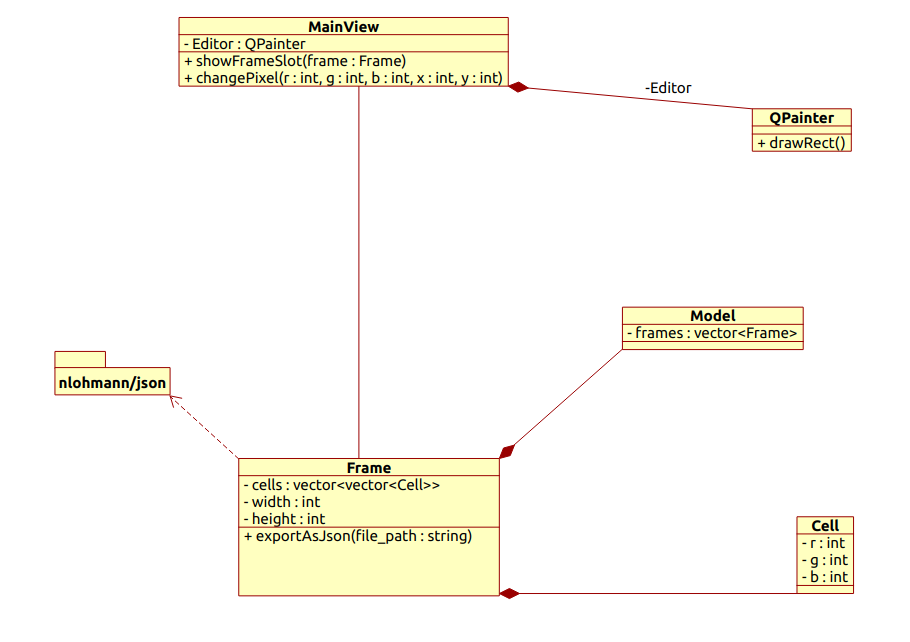 MainView
- Editor : QPainter
+ showFrameSlot(frame : Frame)
+ changePixel(r : int, g : int, b : int, x : int, y : int)
-Editor
QPainter
+ drawRect()
Model
- frames : vector<Frame>
nlohmann/json
Frame
- cells : vector<vector<Cell>>
- width : int
- height : int
+ exportAsJson(file_path : string)
Cell
- r : int
- g : int
- b : int